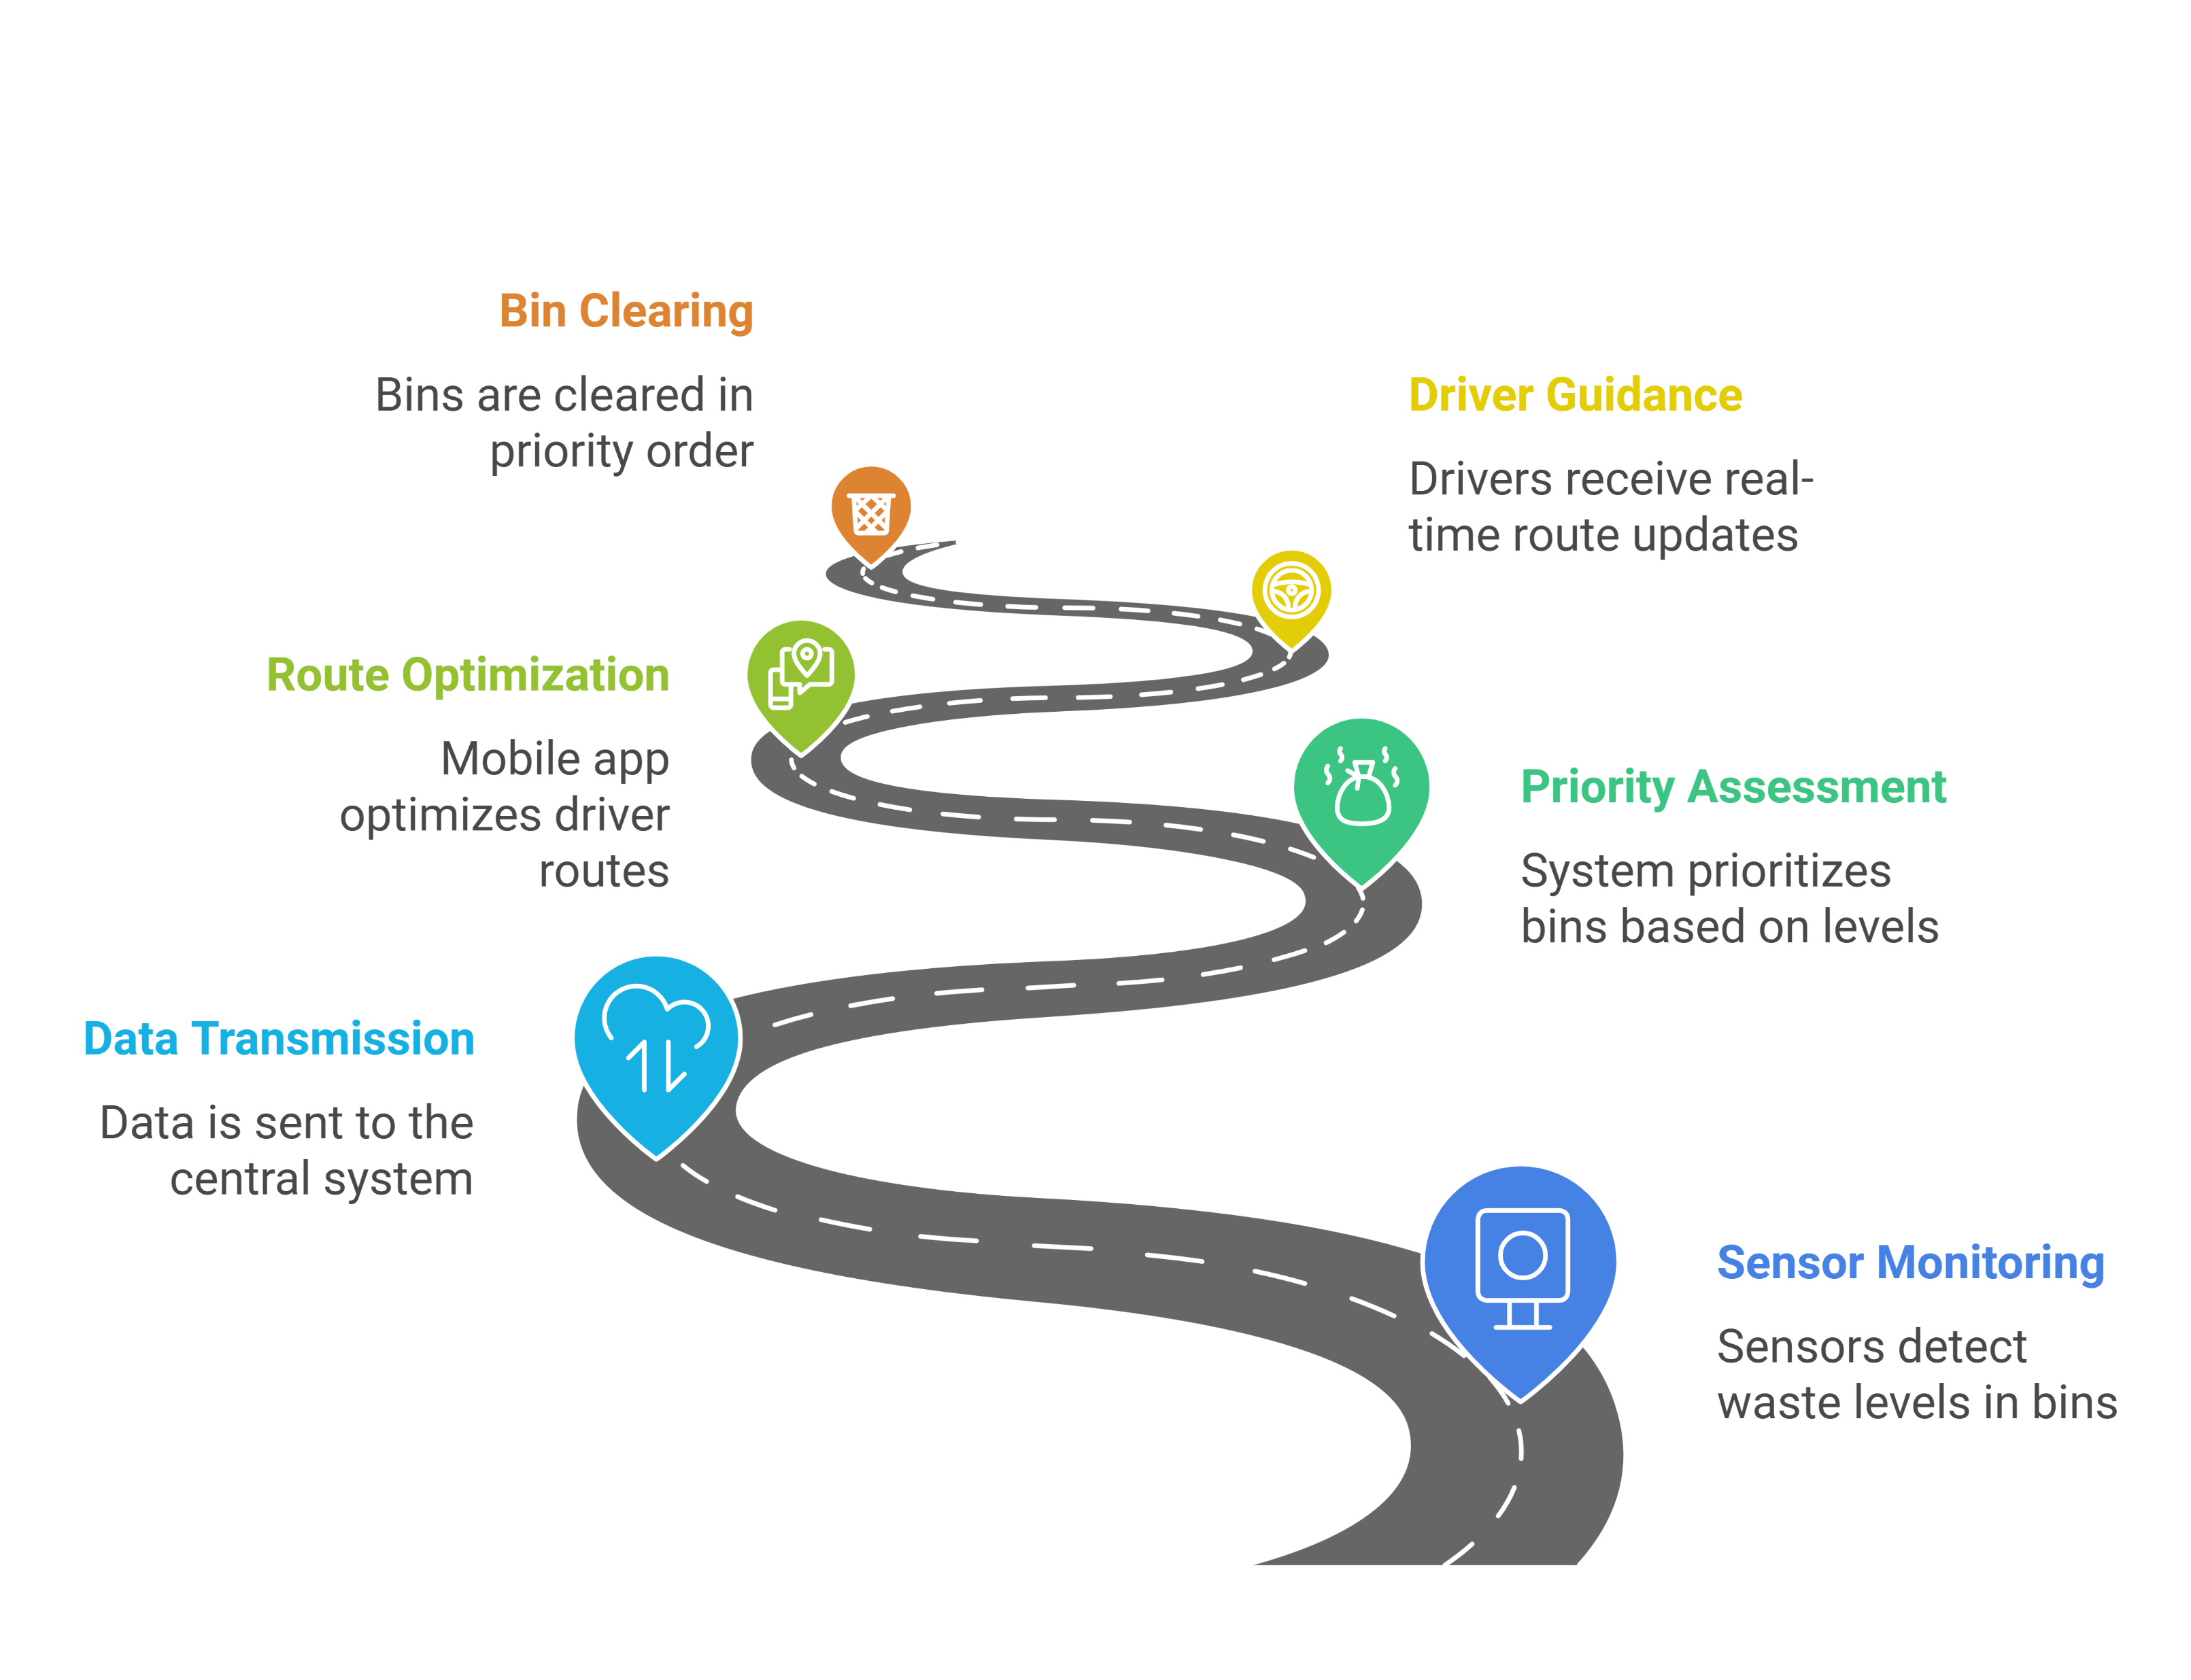 Bin Clearing
Bins are cleared in
priority order
Driver Guidance
Drivers receive real-
time route updates
Route Optimization
Mobile app
optimizes driver
routes
Priority Assessment
System prioritizes
bins based on levels
Data Transmission
Data is sent to the
central system
Sensor Monitoring
Sensors detect
waste levels in bins